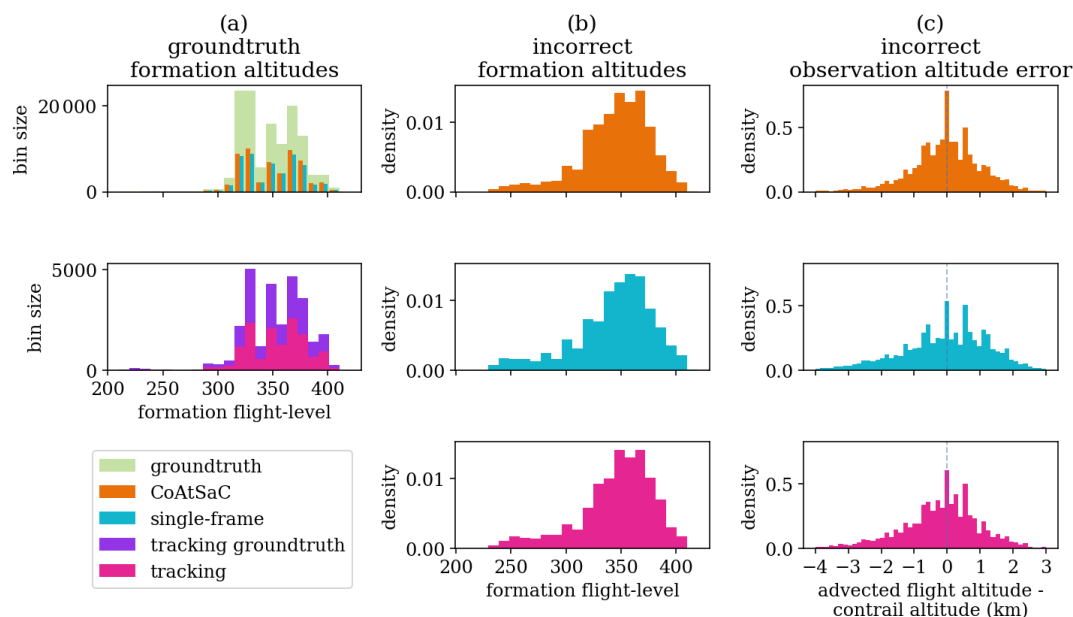 (a)
groundtruth
formation altitudes
(b)
incorrect
formation altitudes
(c)
incorrect
observation altitude error
bin size
20 000
0
density
0.01
0.00
density
0.5
0.0
bin size
5000
0
200
250
300
350
400
formation flight-level
density
0.01
0.00
density
0.5
0.0
groundtruth
CoAtSaC
single-frame
tracking groundtruth
tracking
density
0.01
0.00
200
250
300
350
400
formation flight-level
density
0.5
0.0
−4
−3
−2
−1
0
1
2
3
advected flight altitude -
contrail altitude (km)